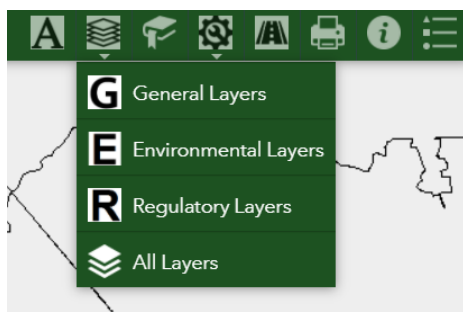 A
G General Layers
E Environmental Layers
R Regulatory Layers
All Layers